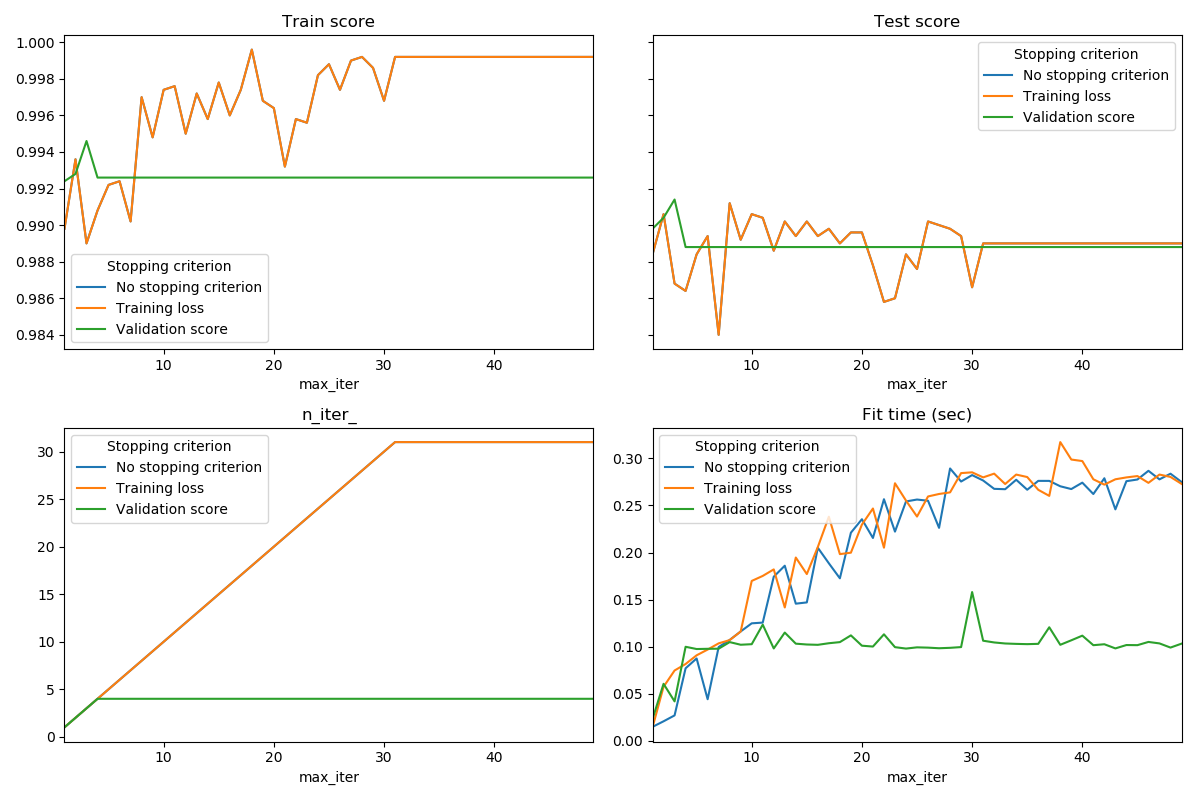 Train score
1.000
0.998
0.996
0.994
0.992
0.990
0.988
0.986
0.984
Stopping criterion
No stopping criterion
Training loss
Validation score
10 20 30 40
max_iter
Test score
Stopping criterion
No stopping criterion
Training loss
Validation score
10 20 30 40
max_iter
n_iter_
30
25
20
15
10
5
0
Stopping criterion
No stopping criterion
Training loss
Validation score
10 20 30 40
max_iter
Fit time (sec)
0.30
0.25
0.20
0.15
0.10
0.05
0.00
Stopping criterion
No stopping criterion
Training loss
Validation score
10 20 30 40
max_iter